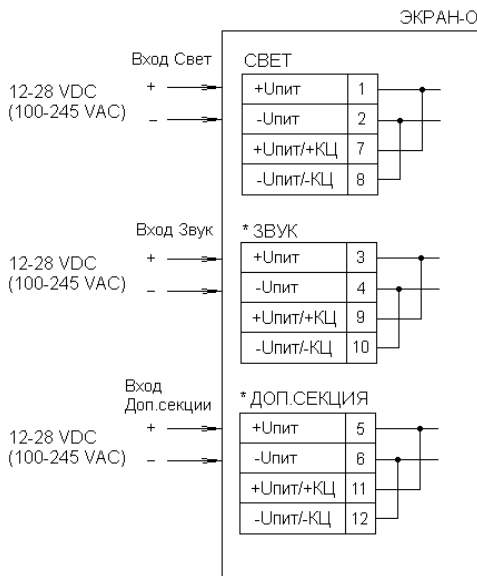 ЭКРАН-О
Вход Свет
СВЕТ
12-28 VDC
(100-245 VAC)
+
–
+Uпит 1
-Uпит 2
+Uпит/+КЦ 7
-Uпит/-КЦ 8
Вход Звук
* ЗВУК
12-28 VDC
(100-245 VAC)
+
–
+Uпит 3
-Uпит 4
+Uпит/+КЦ 9
-Uпит/-КЦ 10
Вход
Доп.секции
* ДОП.СЕКЦИЯ
12-28 VDC
(100-245 VAC)
+
–
+Uпит 5
-Uпит 6
+Uпит/+КЦ 11
-Uпит/-КЦ 12